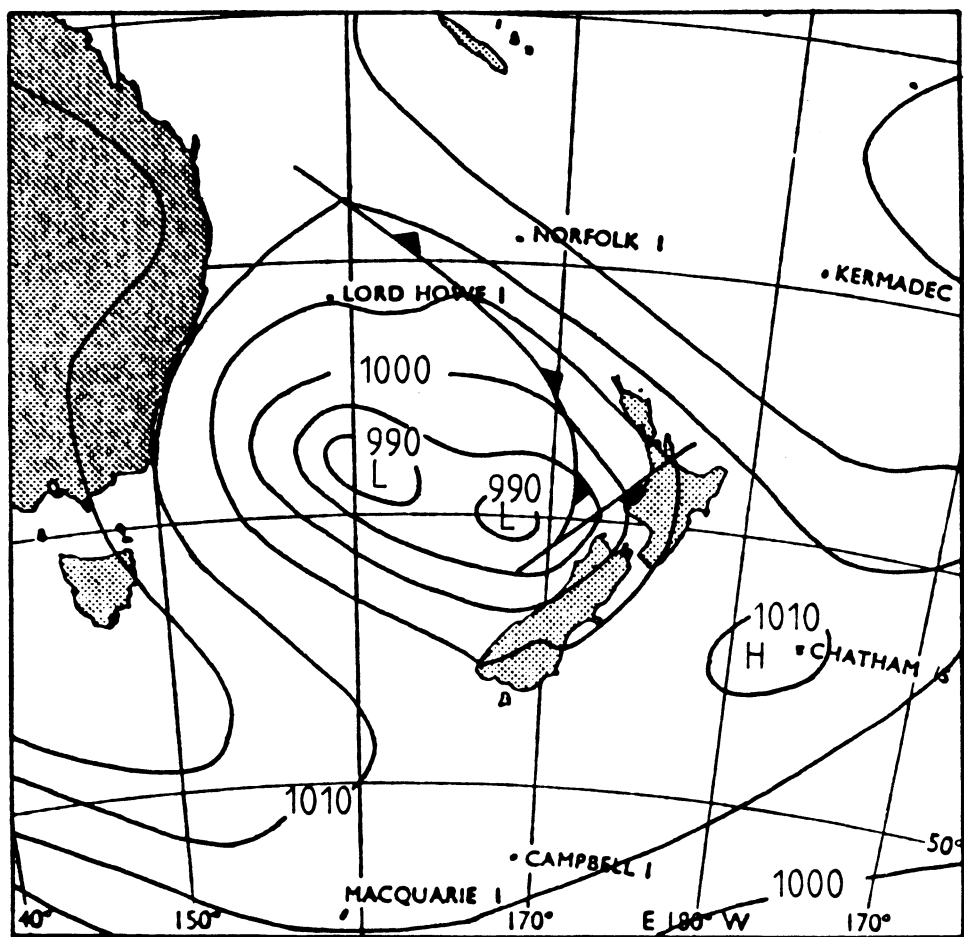 NORFOLK I
KERMADEC
LORD HOWE I
1000
990
L
990
L
1010
H
CHATHAM IS
1010
50°
CAMPBELL I
1000
MACQUARIE I
40° 150° 170° E 180° W 170°